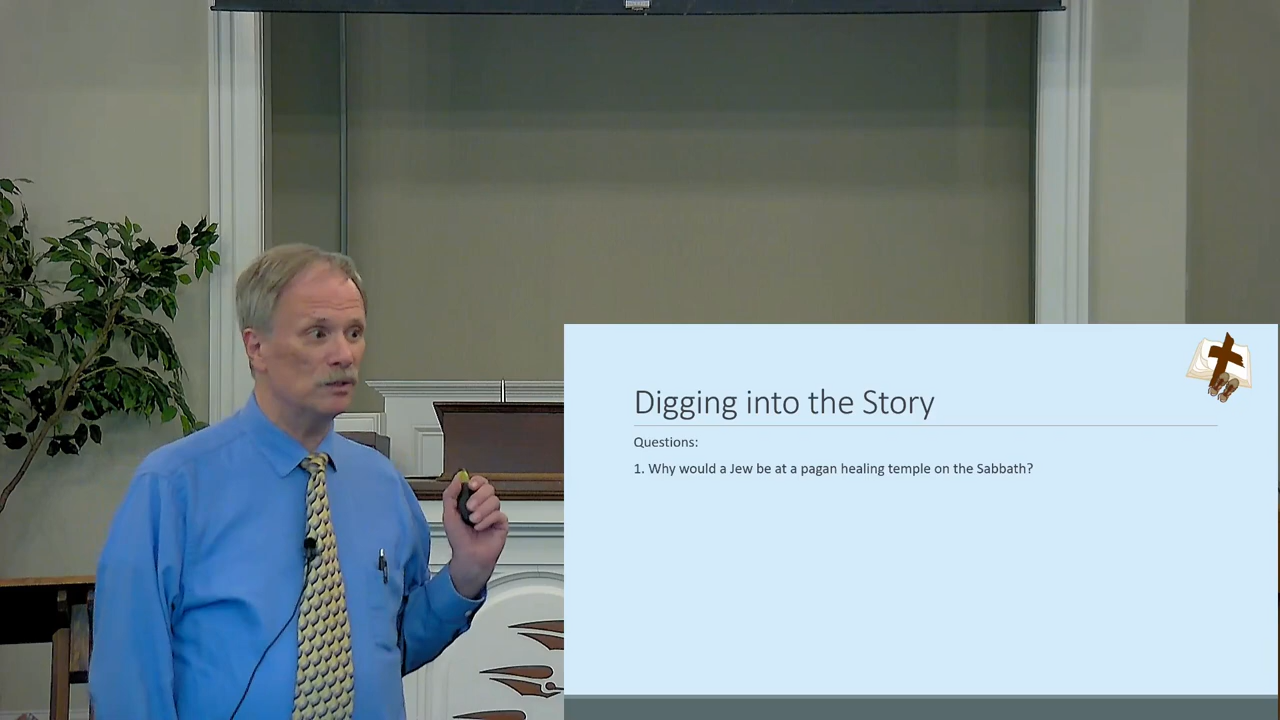 Digging into the Story
Questions:
1. Why would a Jew be at a pagan healing temple on the Sabbath?